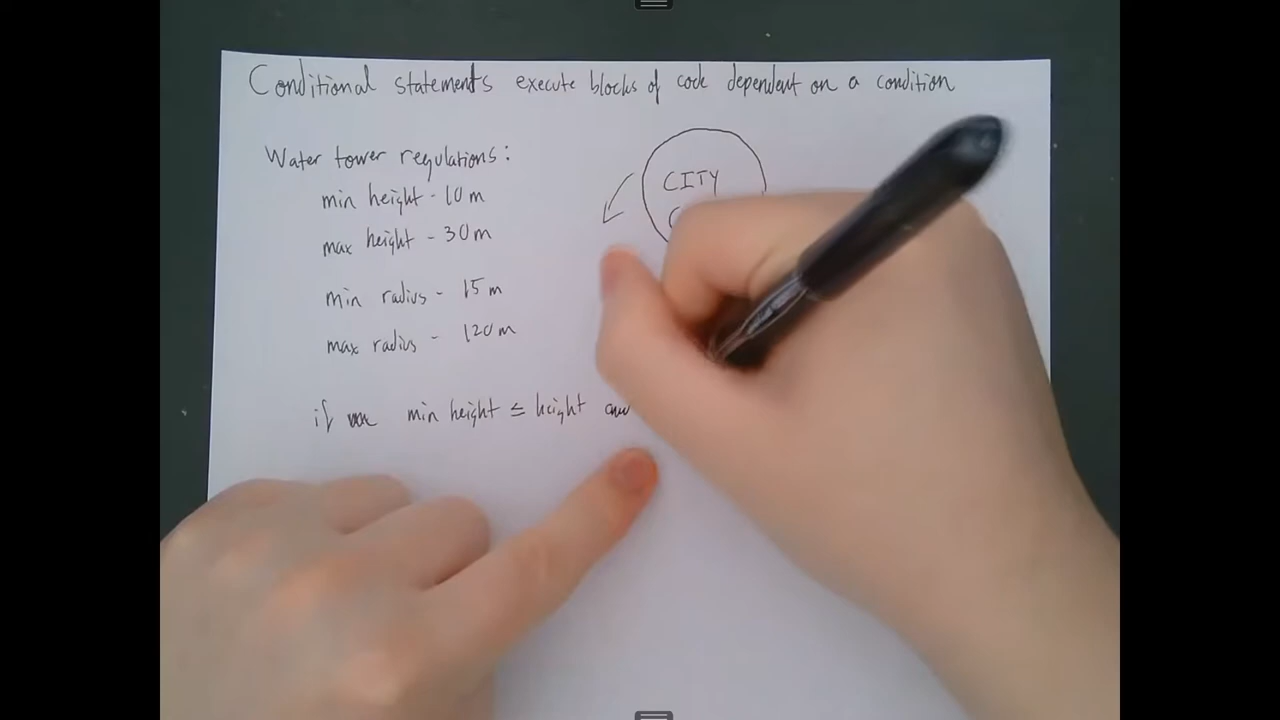 Conditional statements execute blocks of code dependent on a condition
Water tower regulations:
min height - 10 m
max height - 30 m
min radius - 15 m
max radius - 120 m
CITY
if min height ≤ height and